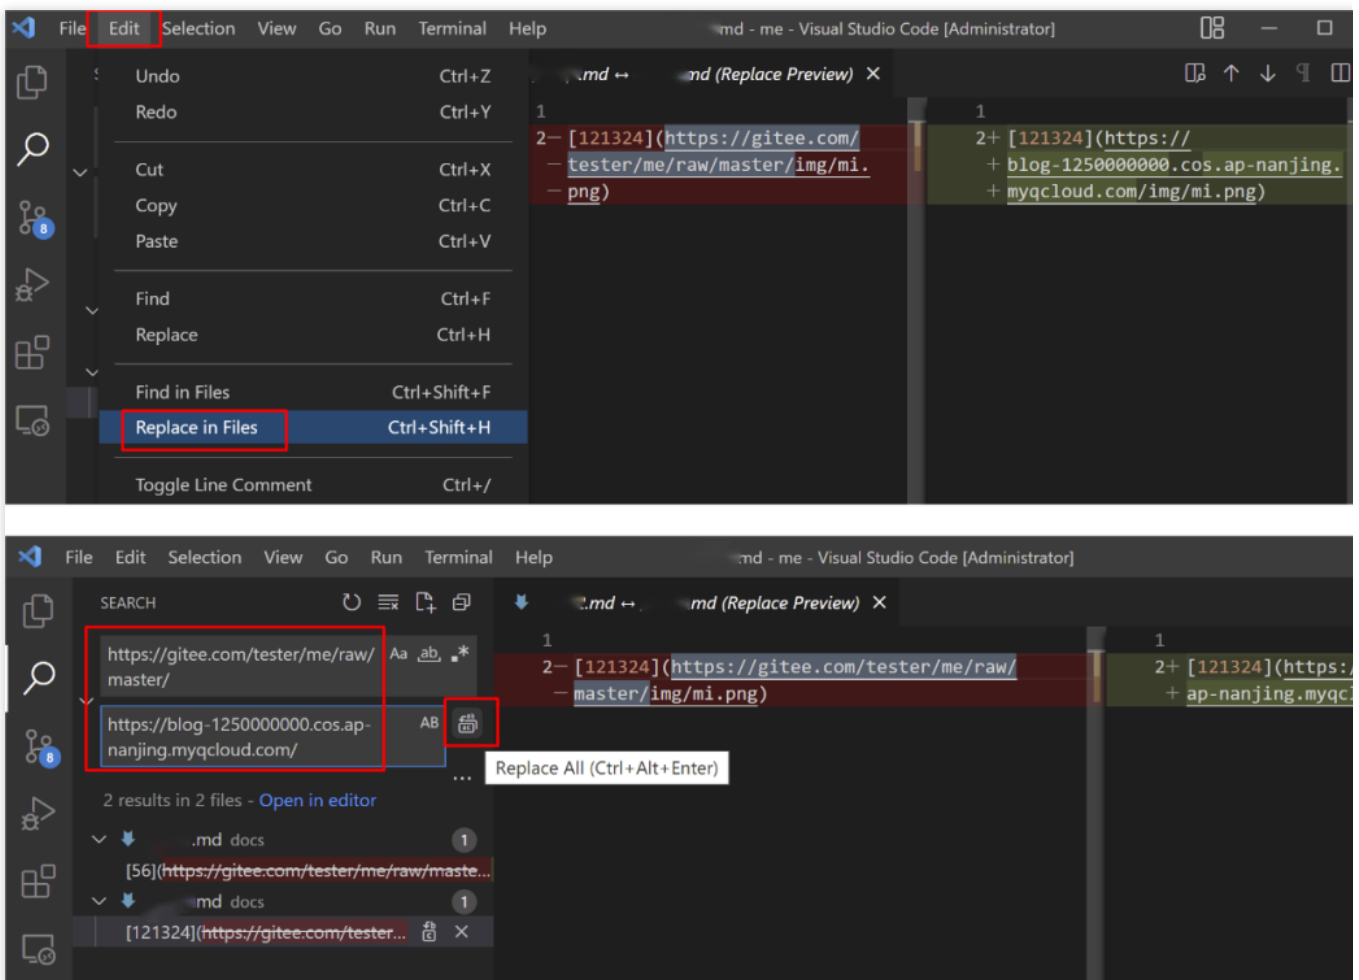 File Edit Selection View Go Run Terminal Help
md - me - Visual Studio Code [Administrator]
Undo Ctrl+Z
Redo Ctrl+Y
Cut Ctrl+X
Copy Ctrl+C
Paste Ctrl+V
Find Ctrl+F
Replace Ctrl+H
Find in Files Ctrl+Shift+F
Replace in Files Ctrl+Shift+H
Toggle Line Comment Ctrl+/
8
.md ↔ md (Replace Preview)
1
2- [121324](https://gitee.com/
- tester/me/raw/master/img/mi.
- png)
1
2+ [121324](https://
+ blog-1250000000.cos.ap-nanjing.
+ myqcloud.com/img/mi.png)
File Edit Selection View Go Run Terminal Help
md - me - Visual Studio Code [Administrator]
SEARCH
https://gitee.com/tester/me/raw/
master/
Aa ab .*
https://blog-1250000000.cos.ap-
nanjing.myqcloud.com/
AB
Replace All (Ctrl+Alt+Enter)
...
8
2 results in 2 files - Open in editor
.md docs 1
[56](https://gitee.com/tester/me/raw/maste...
md docs 1
[121324](https://gitee.com/tester...
.md ↔ md (Replace Preview)
1
2- [121324](https://gitee.com/tester/me/raw/
- master/img/mi.png)
1
2+ [121324](https:/
+ ap-nanjing.myqc